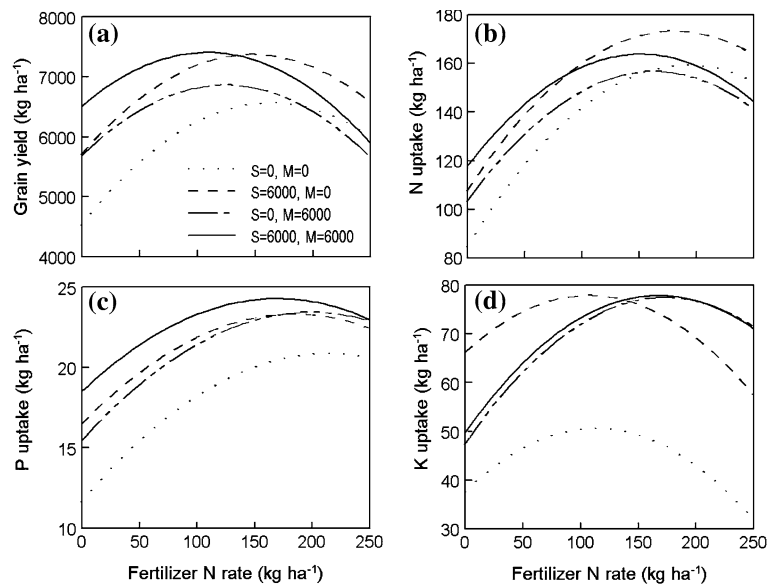 (a)
Grain yield (kg ha⁻¹)
8000
7000
6000
5000
4000
S=0, M=0
S=6000, M=0
S=0, M=6000
S=6000, M=6000
(b)
N uptake (kg ha⁻¹)
180
160
140
120
100
80
(c)
P uptake (kg ha⁻¹)
25
20
15
10
0 50 100 150 200 250
Fertilizer N rate (kg ha⁻¹)
(d)
K uptake (kg ha⁻¹)
80
70
60
50
40
30
0 50 100 150 200 250
Fertilizer N rate (kg ha⁻¹)